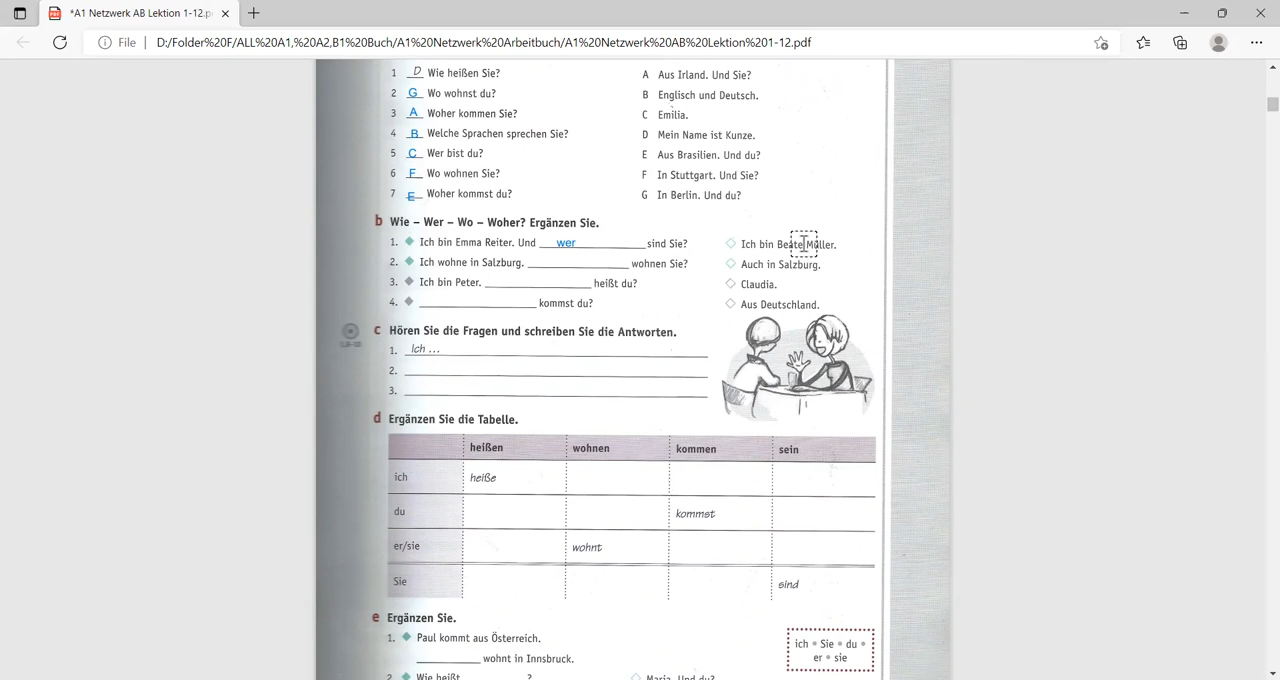 *A1 Netzwerk AB Lektion 1-12.p
File D:/Folder%20F/ALL%20A1,%20A2,B1%20Buch/A1%20Netzwerk%20Arbeitbuch/A1%20Netzwerk%20AB%20Lektion%201-12.pdf
1 D Wie heißen Sie? A Aus Irland. Und Sie?
2 G Wo wohnst du? B Englisch und Deutsch.
3 A Woher kommen Sie? C Emilia.
4 B Welche Sprachen sprechen Sie? D Mein Name ist Kunze.
5 C Wer bist du? E Aus Brasilien. Und du?
6 F Wo wohnen Sie? F In Stuttgart. Und Sie?
7 E Woher kommst du? G In Berlin. Und du?
b Wie – Wer – Wo – Woher? Ergänzen Sie.
1. Ich bin Emma Reiter. Und wer sind Sie? Ich bin Beate Müller.
2. Ich wohne in Salzburg. wohnen Sie? Auch in Salzburg.
3. Ich bin Peter. heißt du? Claudia.
4. kommst du? Aus Deutschland.
c Hören Sie die Fragen und schreiben Sie die Antworten.
1. Ich ...
2.
3.
d Ergänzen Sie die Tabelle.
heißen wohnen kommen sein
ich heiße
du kommst
er/sie wohnt
Sie sind
e Ergänzen Sie.
1. Paul kommt aus Österreich. ich • Sie • du •
wohnt in Innsbruck. er • sie
2. Wie heißt ? Maria. Und du?